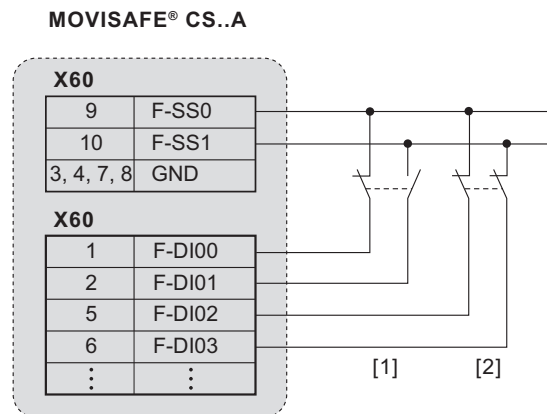 MOVISAFE® CS..A
X60
9 F-SS0
10 F-SS1
3, 4, 7, 8 GND
X60
1 F-DI00
2 F-DI01
5 F-DI02
6 F-DI03
⋮ ⋮
[1] [2]